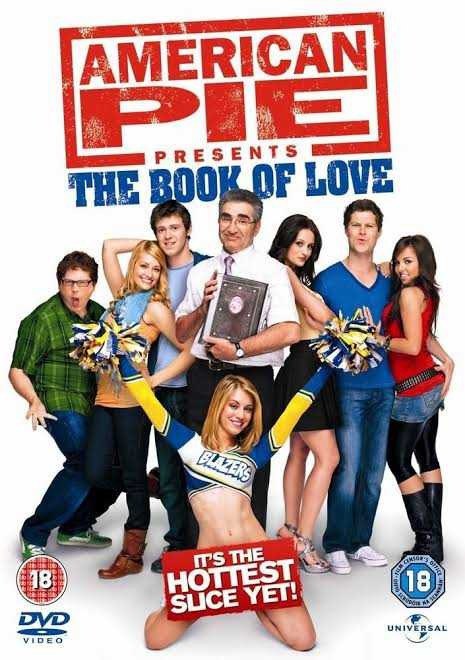 AMERICAN
PIE
PRESENTS
THE BOOK OF LOVE
BLAZERS
IT'S THE
HOTTEST
SLICE YET!
18
18
DVD
VIDEO
UNIVERSAL